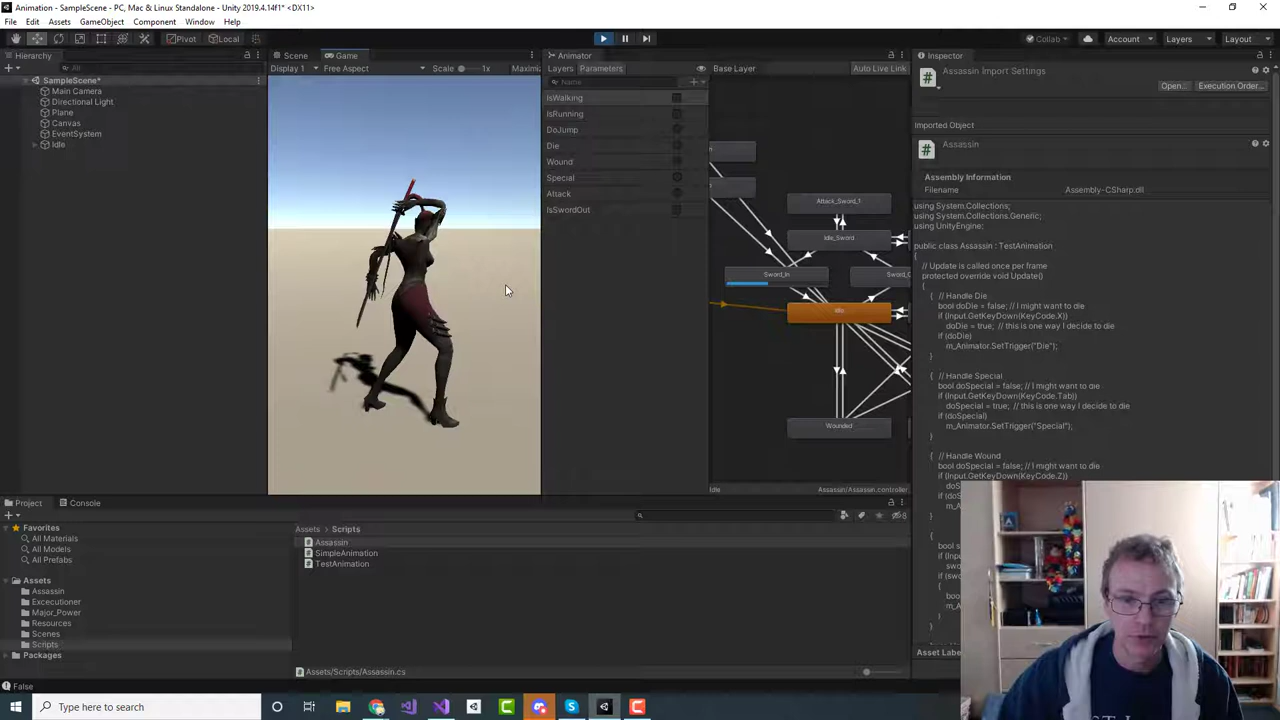 Animation - SampleScene - PC, Mac & Linux Standalone - Unity 2019.4.14f1* <DX11>
File Edit Assets GameObject Component Window Help
Pivot Local Collab Account Layers Layout
Hierarchy
All
SampleScene*
Main Camera
Directional Light
Plane
Canvas
EventSystem
Idle
Scene Game
Display 1 Free Aspect Scale 1x Maximi
Animator
Layers Parameters Base Layer Auto Live Link
Name
IsWalking
IsRunning
DoJump
Die
Wound
Special
Attack
IsSwordOut
Attack_Sword_1
Idle_Sword
Sword_In
Idle
Wounded
Idle Assassin/Assassin.controller
Inspector
Assassin Import Settings
Open... Execution Order...
Imported Object
Assassin
Assembly Information
Filename Assembly-CSharp.dll
using System.Collections;
using System.Collections.Generic;
using UnityEngine;
public class Assassin : TestAnimation
{
// Update is called once per frame
protected override void Update()
{
{ // Handle Die
bool doDie = false; // I might want to die
if (Input.GetKeyDown(KeyCode.X))
doDie = true; // this is one way I decide to die
if (doDie)
m_Animator.SetTrigger("Die");
}
{ // Handle Special
bool doSpecial = false; // I might want to die
if (Input.GetKeyDown(KeyCode.Tab))
doSpecial = true; // this is one way I decide to die
if (doSpecial)
m_Animator.SetTrigger("Special");
}
{ // Handle Wound
bool doSpecial = false; // I might want to die
if (Input.GetKeyDown(KeyCode.Z))
Asset Label
Project Console
Favorites
All Materials
All Models
All Prefabs
Assets
Assassin
Excecutioner
Major_Power
Resources
Scenes
Scripts
Packages
Assets > Scripts
Assassin
SimpleAnimation
TestAnimation
Assets/Scripts/Assassin.cs
False
Type here to search